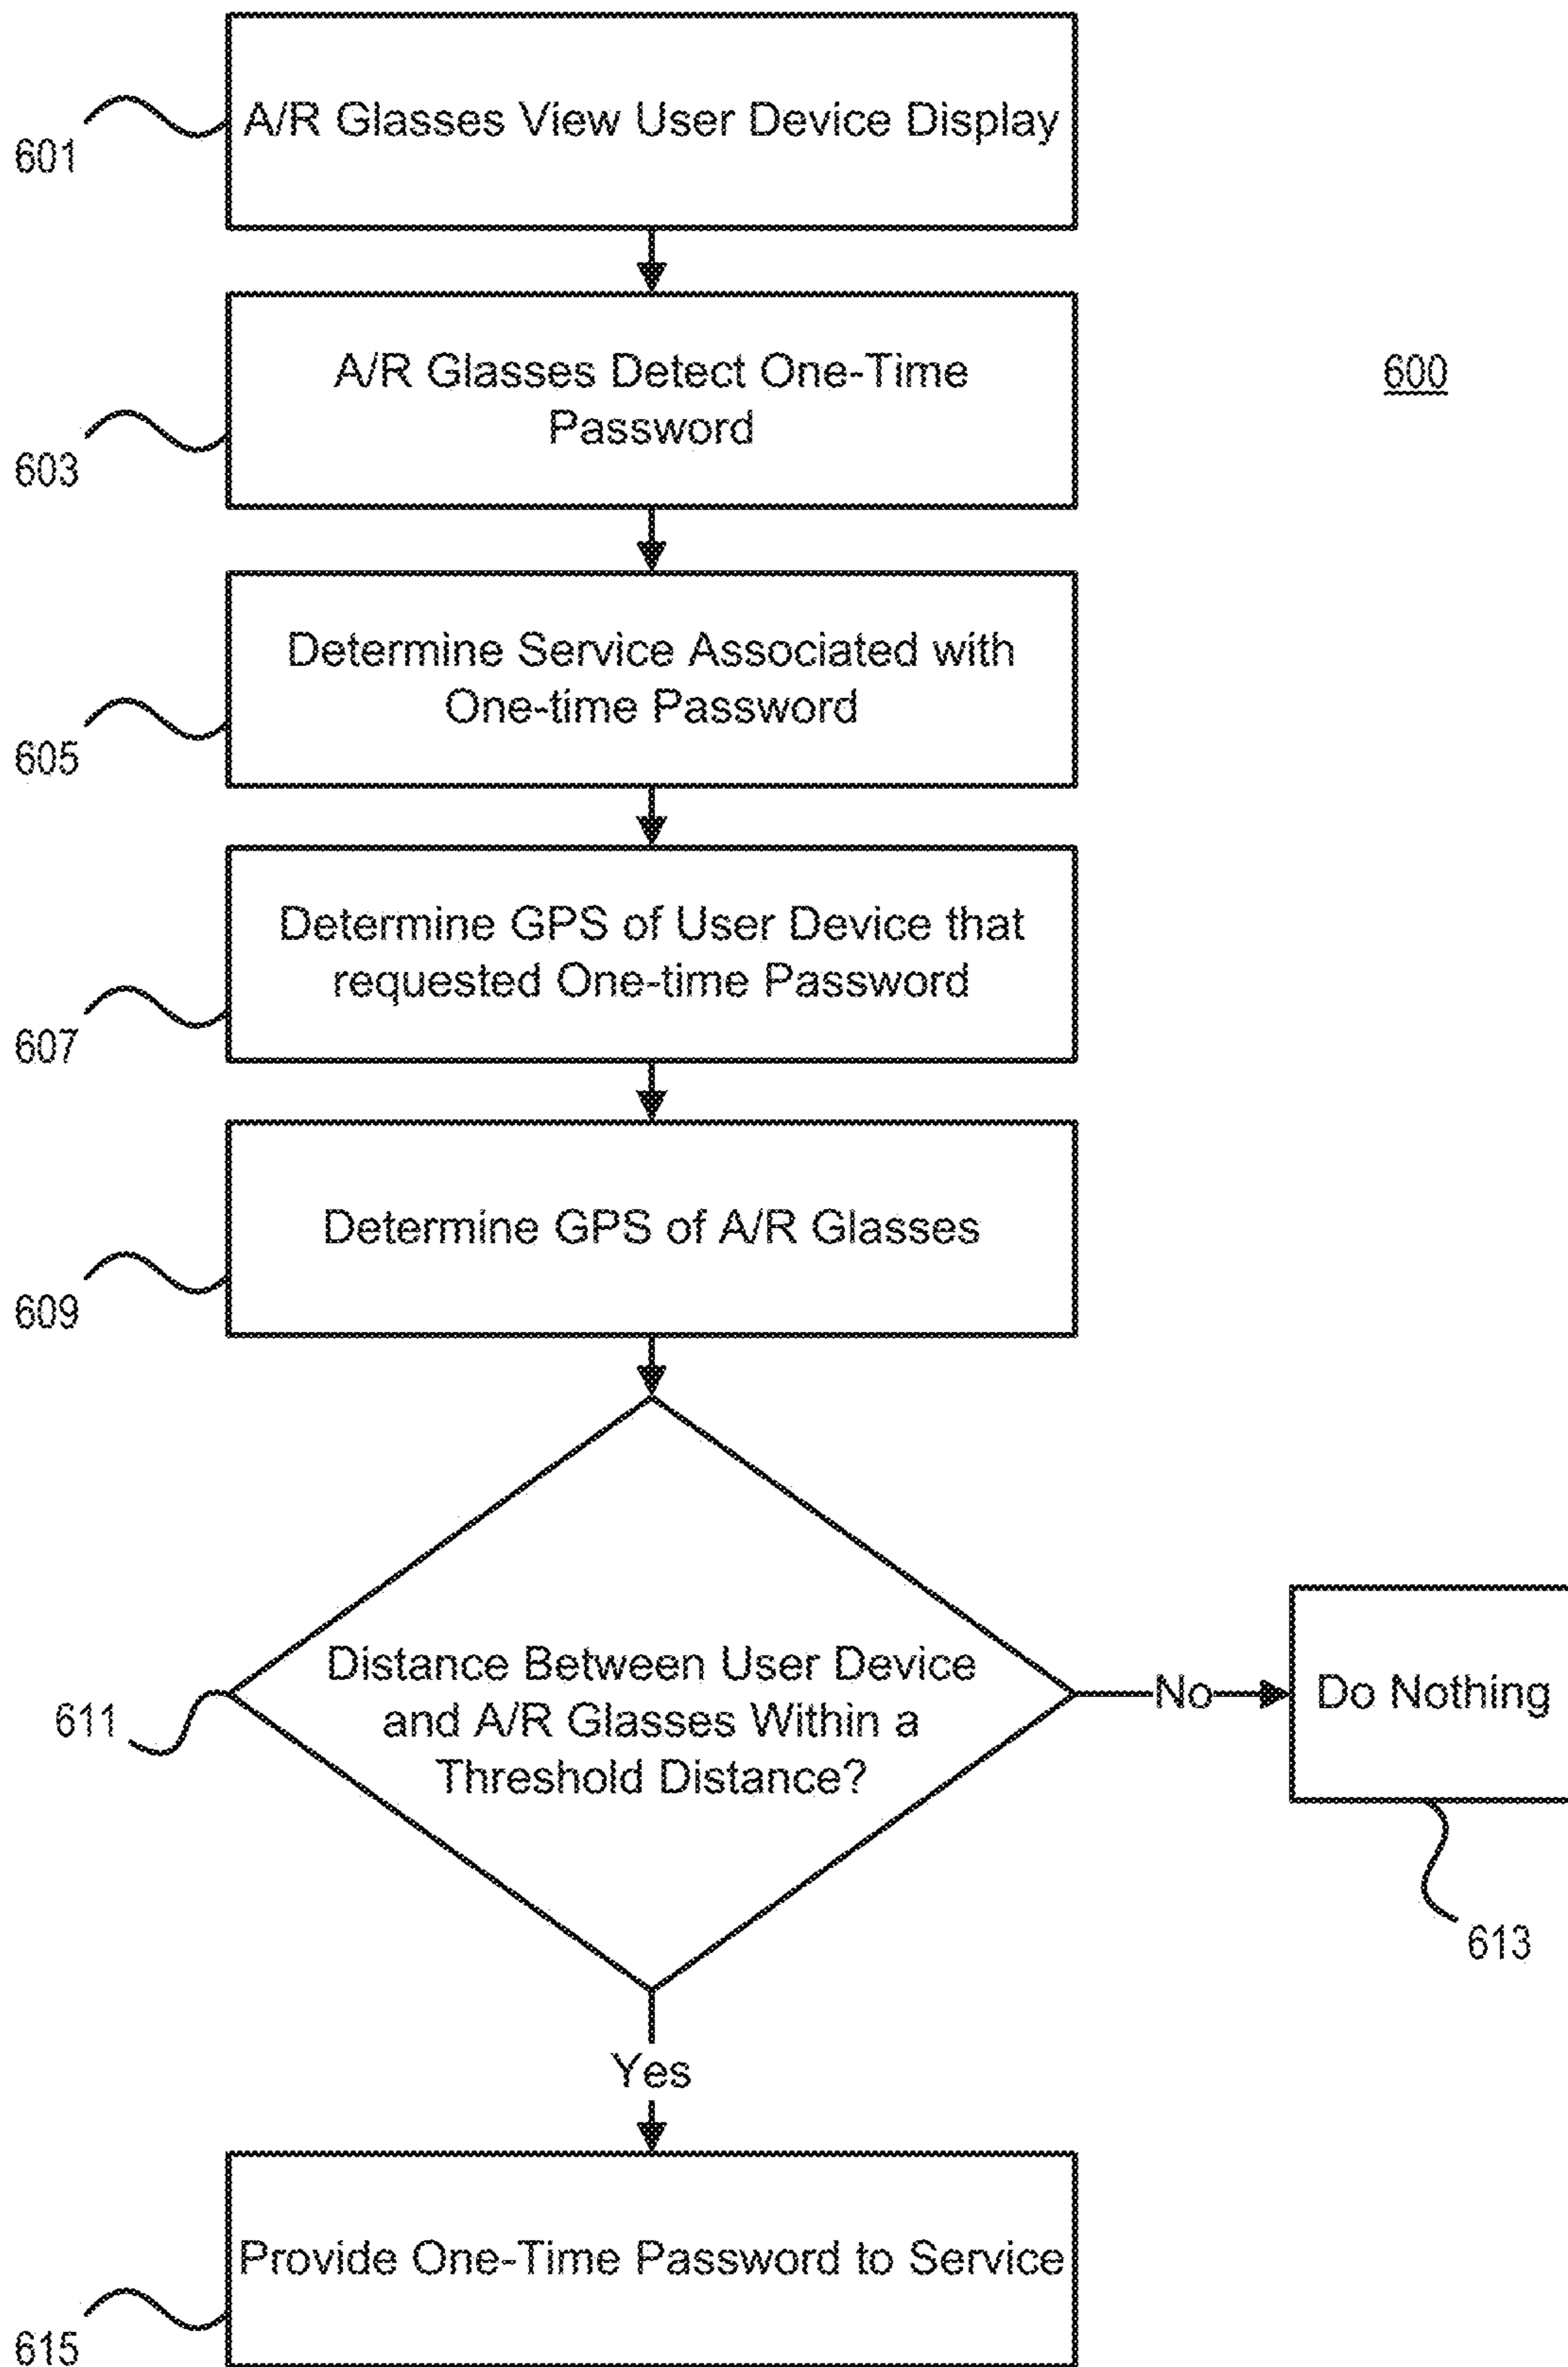 A/R Glasses View User Device Display
601
A/R Glasses Detect One-Time
Password
600
603
Determine Service Associated with
One-time Password
605
Determine GPS of User Device that
requested One-time Password
607
Determine GPS of A/R Glasses
609
Distance Between User Device
and A/R Glasses Within a
Threshold Distance?
611
No
Do Nothing
613
Yes
Provide One-Time Password to Service
615